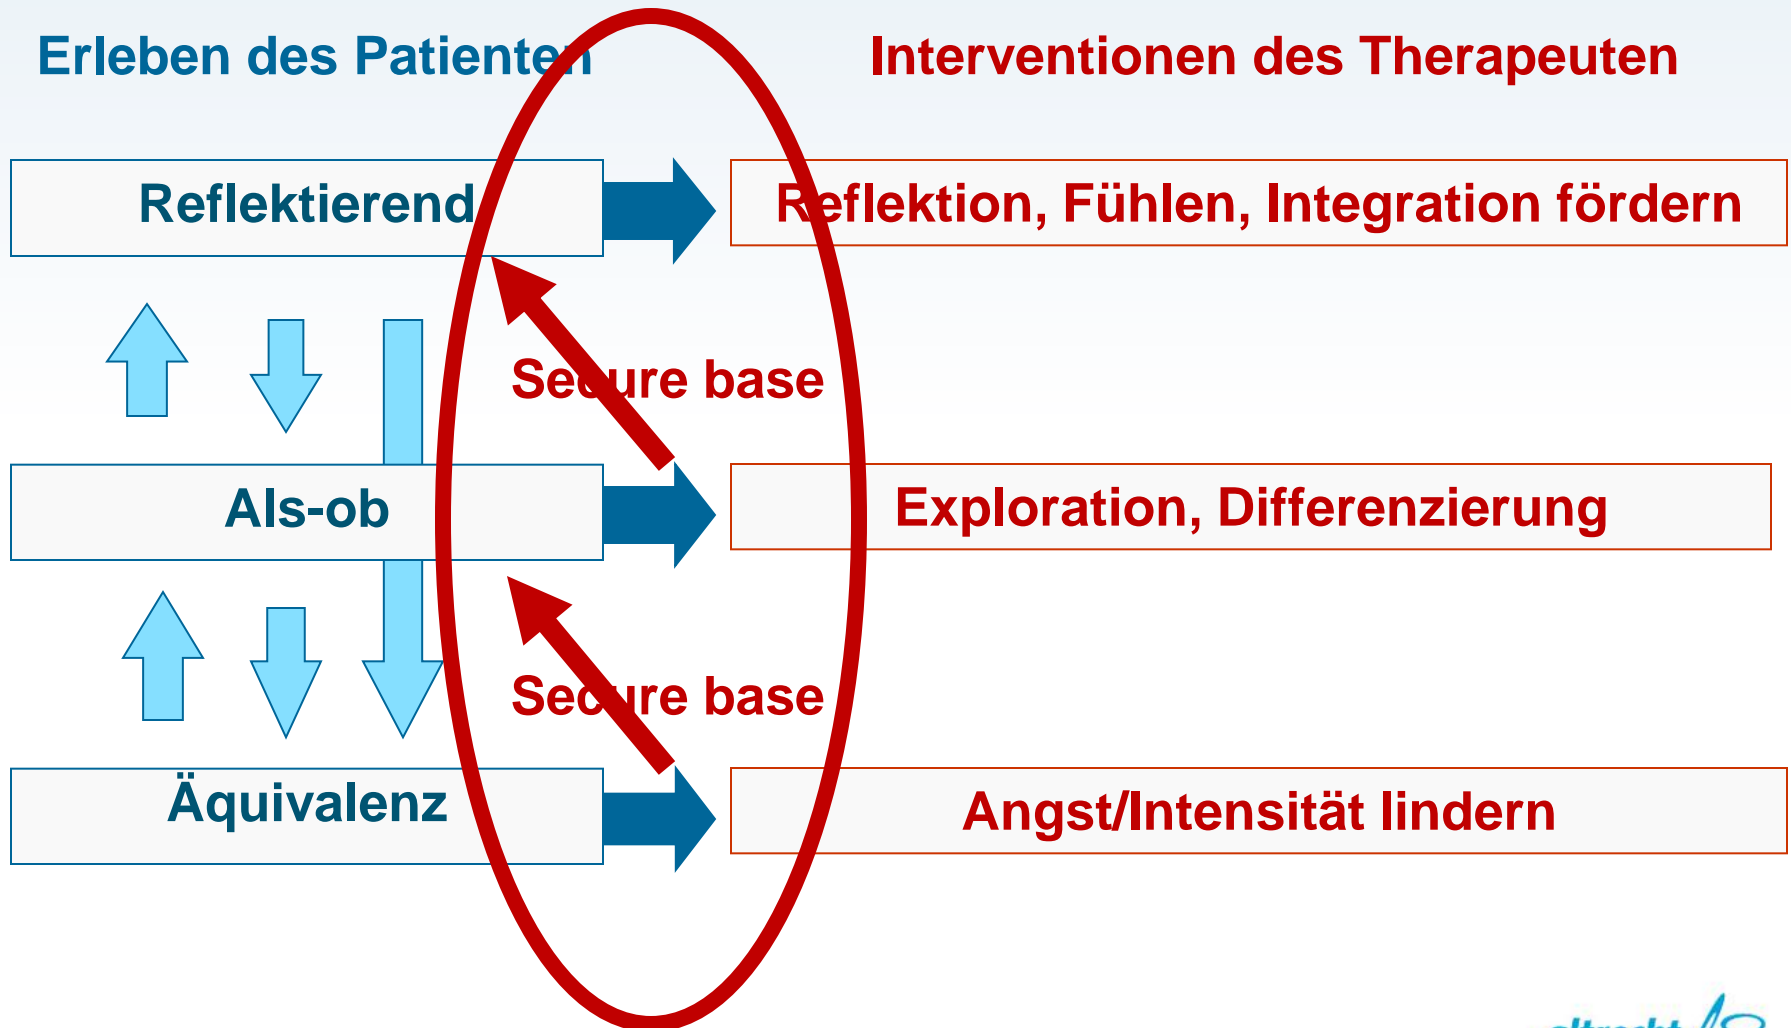 Erleben des Patienten
Interventionen des Therapeuten
Reflektierend
Reflektion, Fühlen, Integration fördern
Secure base
Als-ob
Exploration, Differenzierung
Secure base
Äquivalenz
Angst/Intensität lindern
altrecht